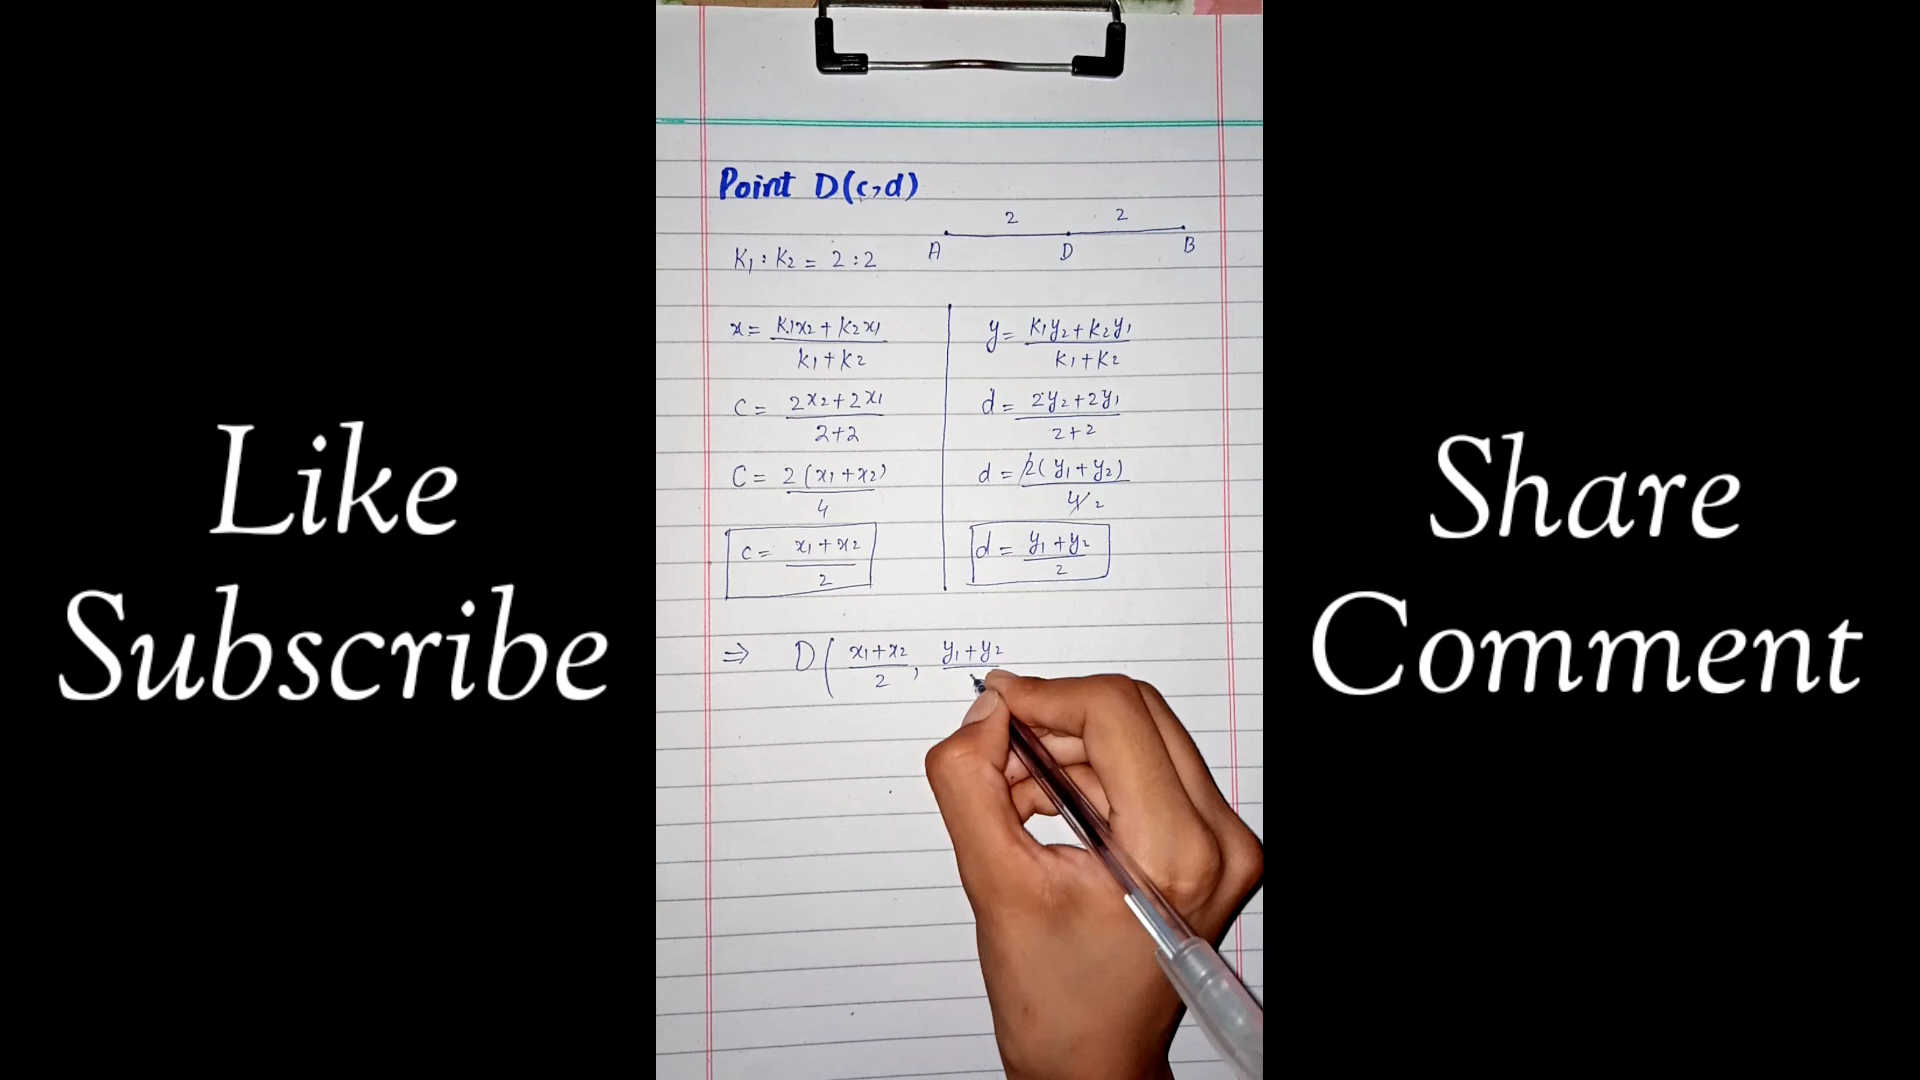 Like
Subscribe
Point D(c,d)
2 2
A D B
K₁ : K₂ = 2 : 2
x = K₁x₂ + K₂x₁ / K₁ + K₂
C = 2x₂ + 2x₁ / 2+2
C = 2 (x₁ + x₂) / 4
c = x₁ + x₂ / 2
y = K₁y₂ + K₂y₁ / K₁ + K₂
d = 2y₂ + 2y₁ / 2+2
d = 2( y₁ + y₂) / 4 2
d = y₁ + y₂ / 2
⇒ D ( x₁ + x₂ / 2 , y₁ + y₂
Share
Comment